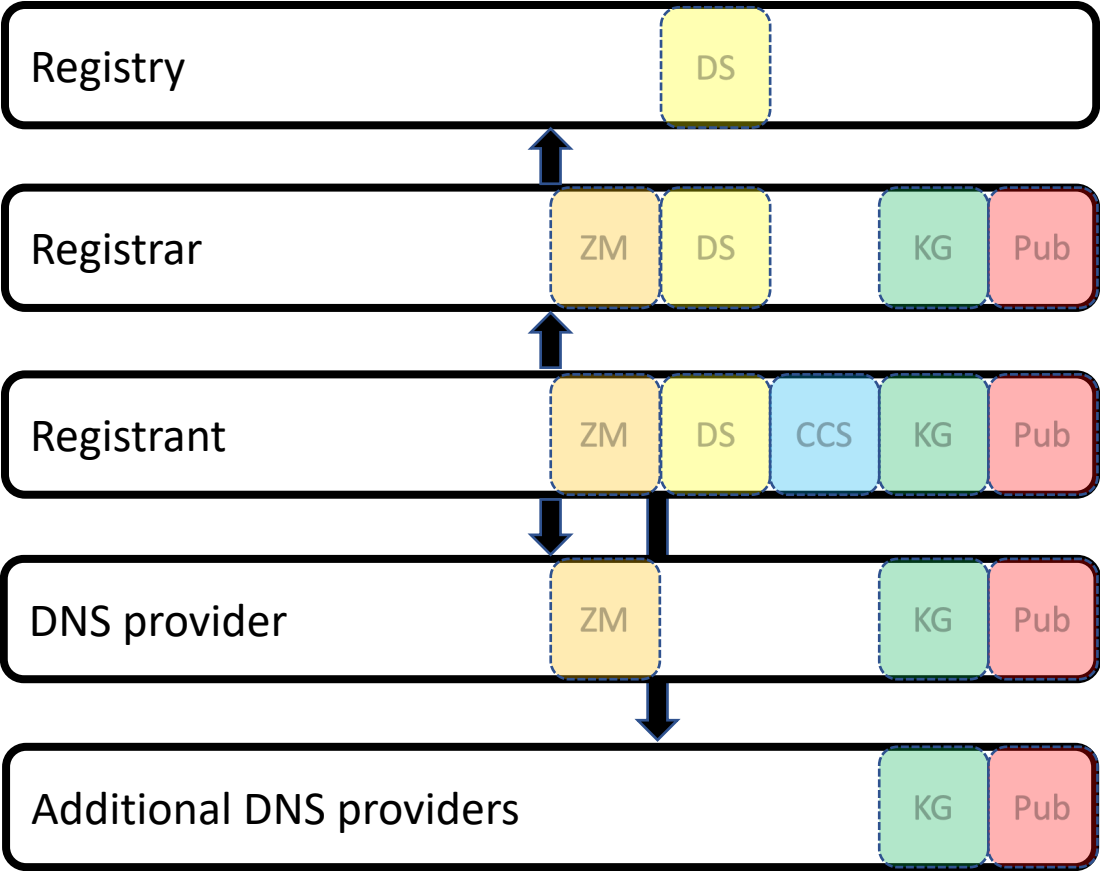 Registry DS
Registrar ZM DS KG Pub
Registrant ZM DS CCS KG Pub
DNS provider ZM KG Pub
Additional DNS providers KG Pub